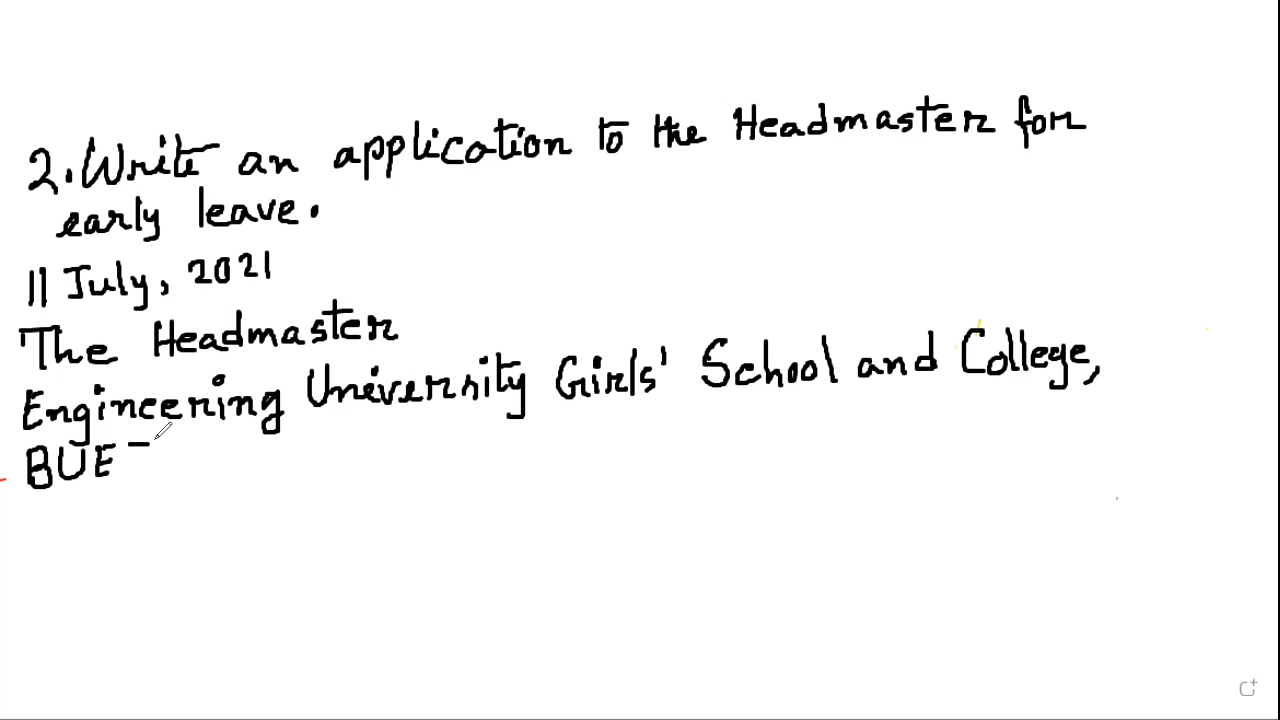 2. Write an application to the Headmaster for
early leave.
11 July, 2021
The Headmaster
Engineering University Girls' School and College,
BUE